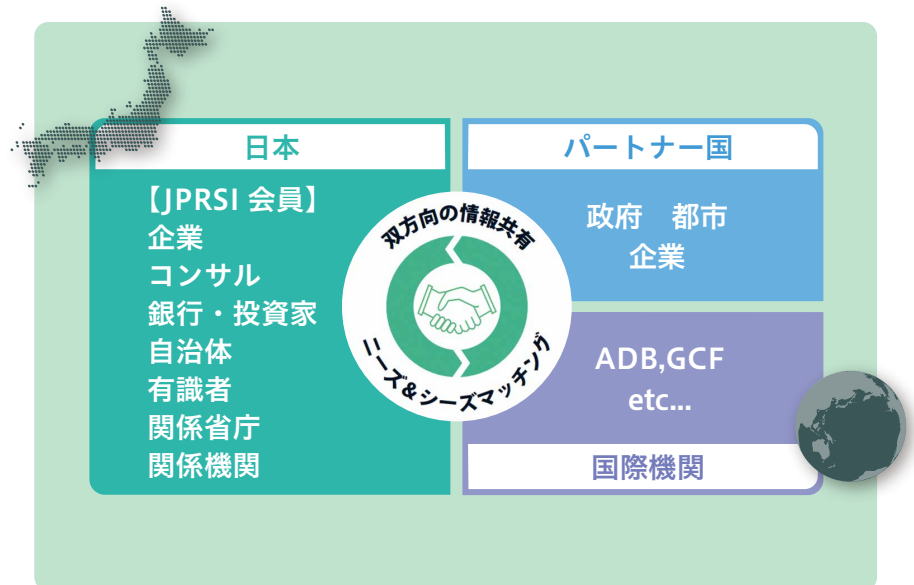 日本
【JPRSI 会員】
企業
コンサル
銀行・投資家
自治体
有識者
関係省庁
関係機関
双方向の情報共有
ニーズ&シーズマッチング
パートナー国
政府　都市
企業
ADB,GCF
etc...
国際機関